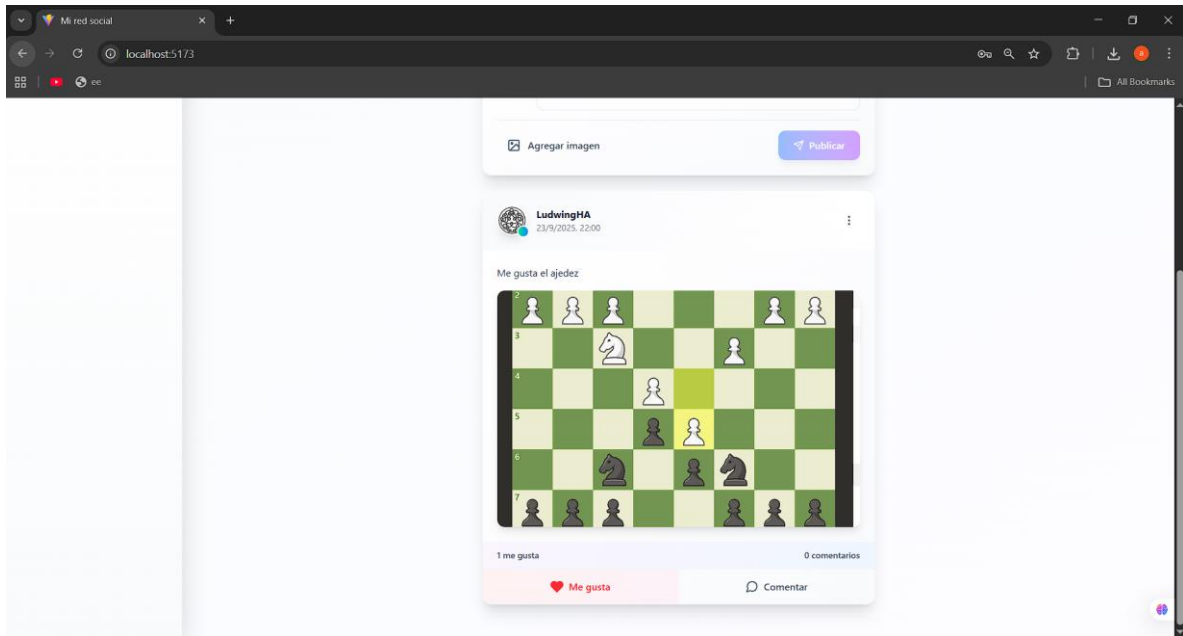 Mi red social
localhost:5173
a
ee
All Bookmarks
Agregar imagen
Publicar
LudwingHA
23/9/2025, 22:00
Me gusta el ajedez
2
3
4
5
6
7
1 me gusta
0 comentarios
Me gusta
Comentar